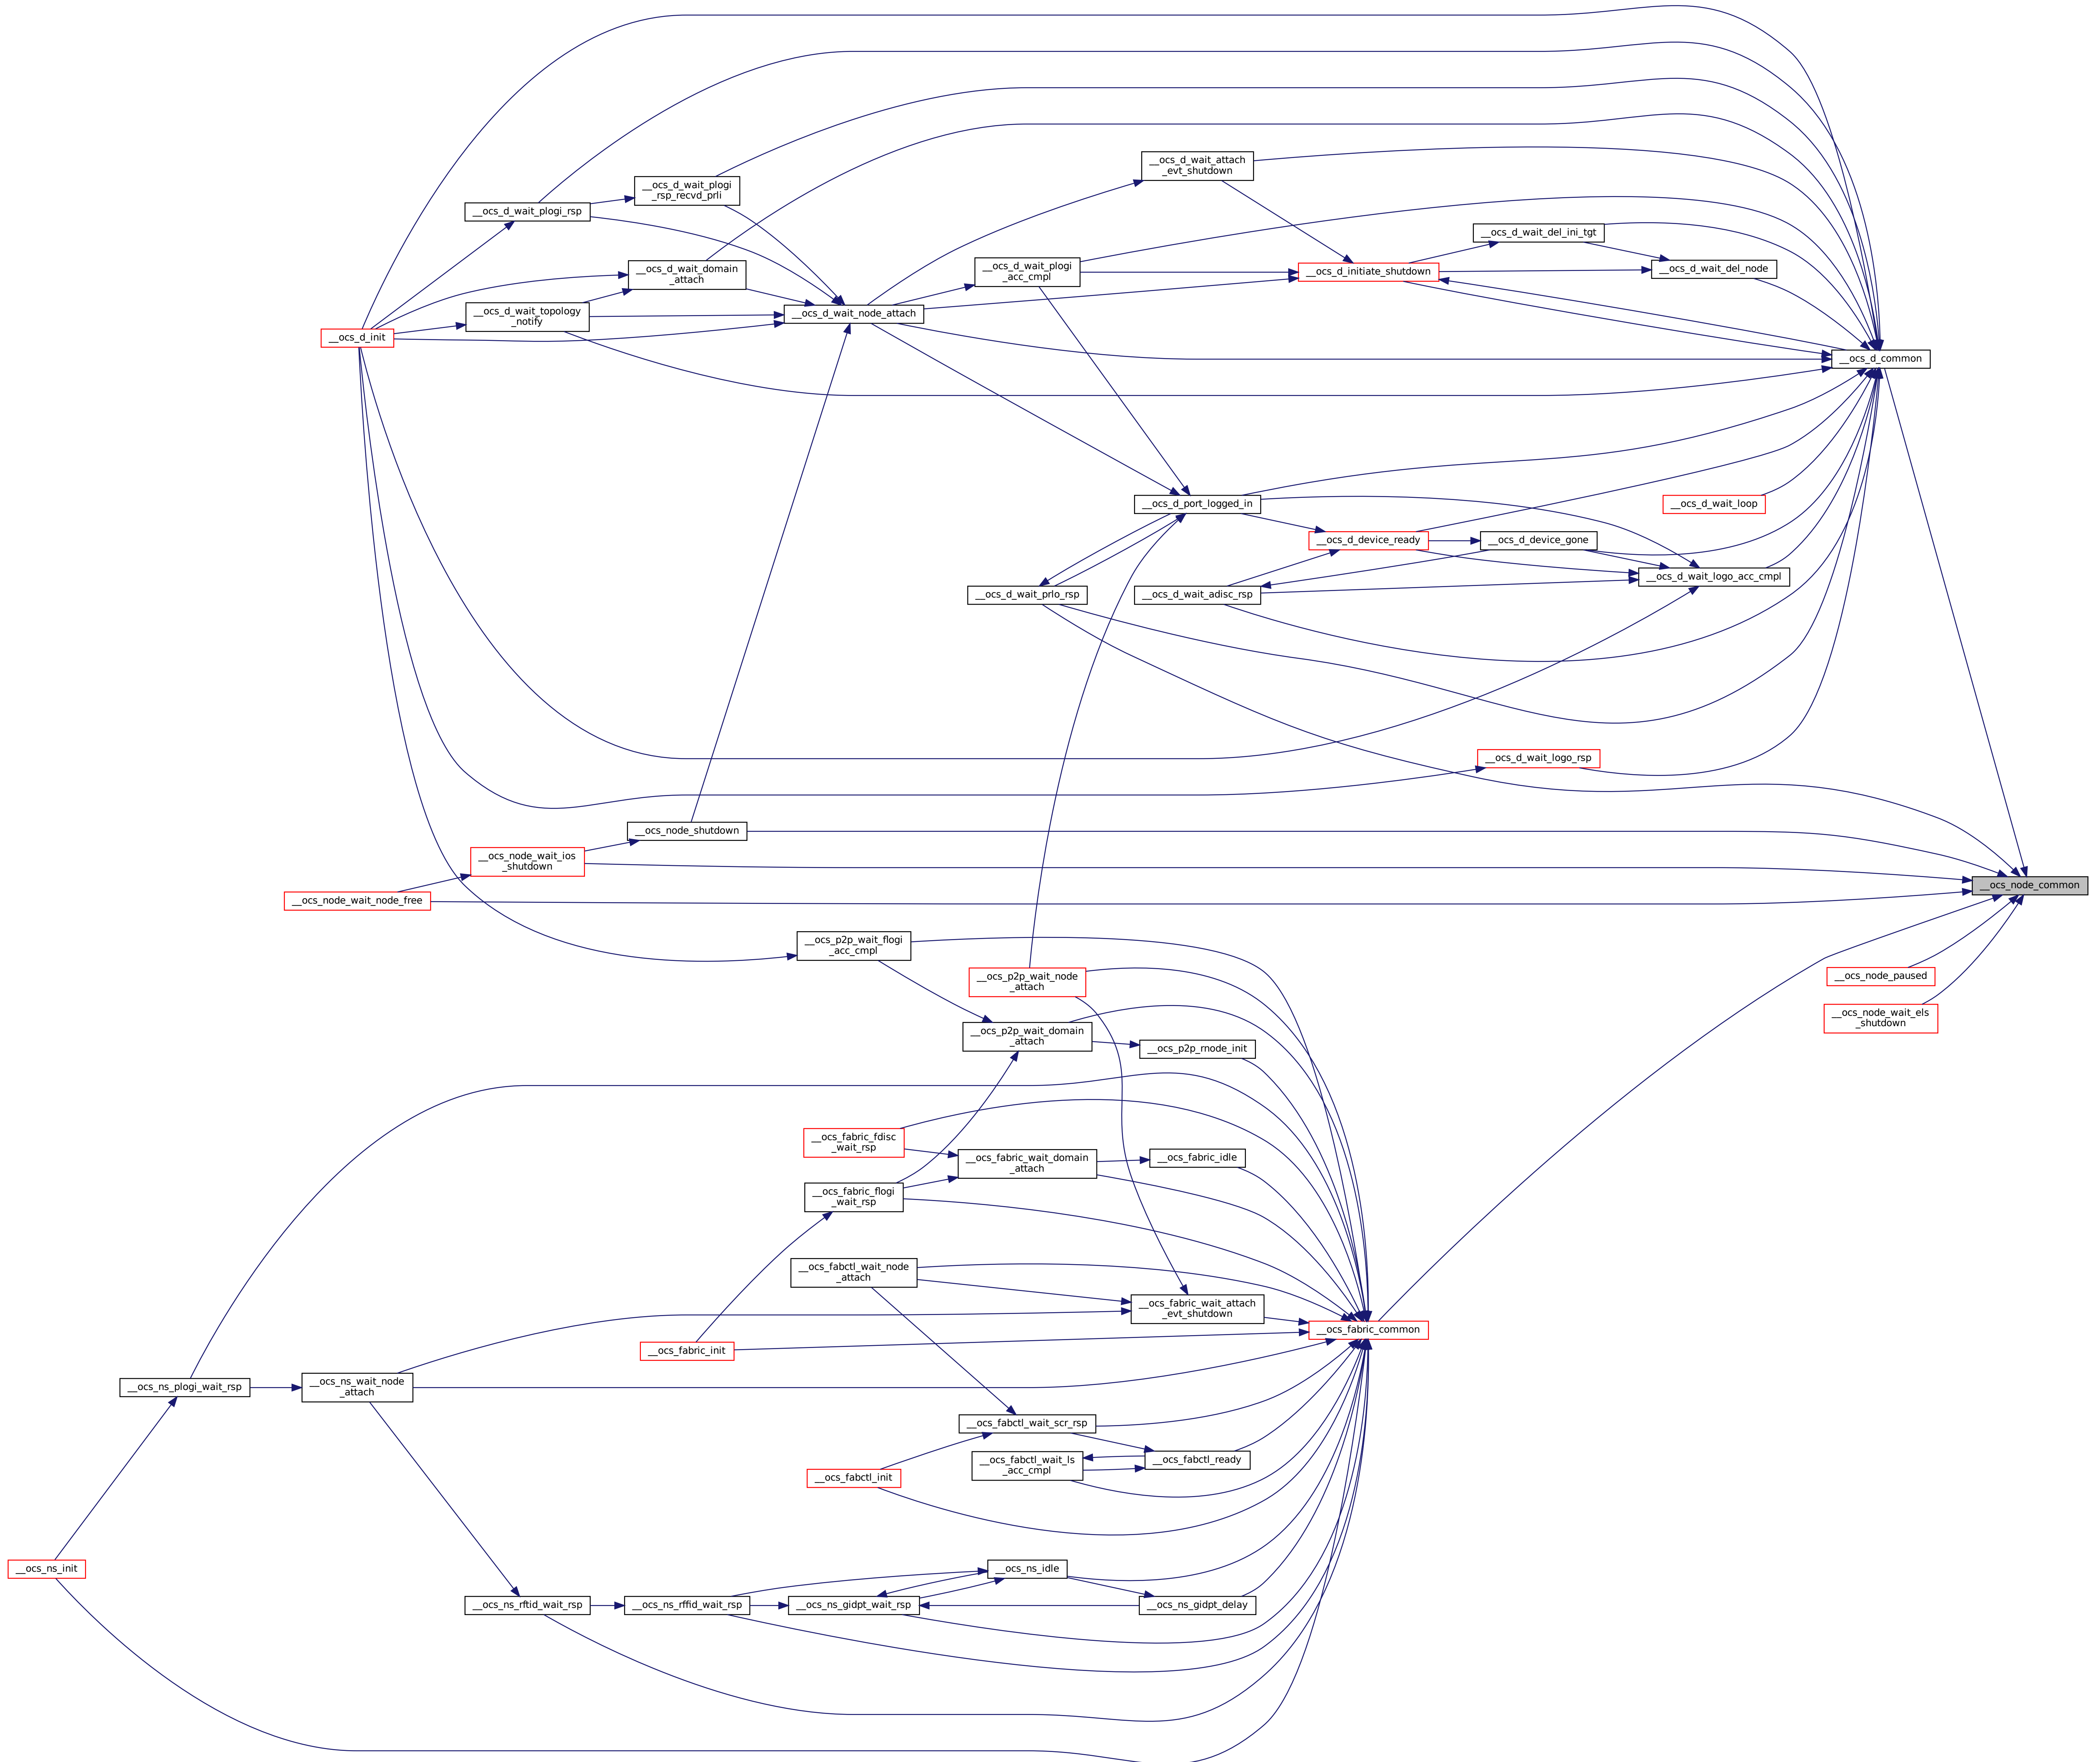 __ocs_d_wait_attach
_evt_shutdown
__ocs_d_wait_plogi
_rsp_recvd_prli
__ocs_d_wait_plogi_rsp
__ocs_d_wait_del_ini_tgt
__ocs_d_wait_domain
_attach
__ocs_d_wait_plogi
_acc_cmpl
__ocs_d_initiate_shutdown
__ocs_d_wait_del_node
__ocs_d_wait_topology
_notify
__ocs_d_wait_node_attach
__ocs_d_init
__ocs_d_common
__ocs_d_port_logged_in
__ocs_d_wait_loop
__ocs_d_device_ready
__ocs_d_device_gone
__ocs_d_wait_logo_acc_cmpl
__ocs_d_wait_prlo_rsp
__ocs_d_wait_adisc_rsp
__ocs_d_wait_logo_rsp
__ocs_node_shutdown
__ocs_node_wait_ios
_shutdown
__ocs_node_common
__ocs_node_wait_node_free
__ocs_p2p_wait_flogi
_acc_cmpl
__ocs_p2p_wait_node
_attach
__ocs_node_paused
__ocs_node_wait_els
_shutdown
__ocs_p2p_wait_domain
_attach
__ocs_p2p_rnode_init
__ocs_fabric_fdisc
_wait_rsp
__ocs_fabric_wait_domain
_attach
__ocs_fabric_idle
__ocs_fabric_flogi
_wait_rsp
__ocs_fabctl_wait_node
_attach
__ocs_fabric_wait_attach
_evt_shutdown
__ocs_fabric_common
__ocs_fabric_init
__ocs_ns_plogi_wait_rsp
__ocs_ns_wait_node
_attach
__ocs_fabctl_wait_scr_rsp
__ocs_fabctl_wait_ls
_acc_cmpl
__ocs_fabctl_ready
__ocs_fabctl_init
__ocs_ns_init
__ocs_ns_idle
__ocs_ns_rftid_wait_rsp
__ocs_ns_rffid_wait_rsp
__ocs_ns_gidpt_wait_rsp
__ocs_ns_gidpt_delay